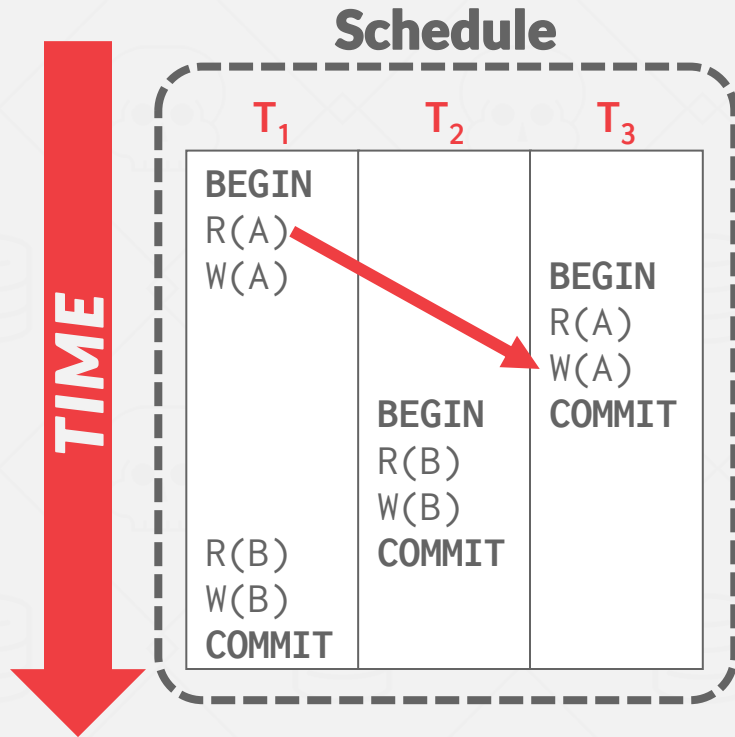 Schedule
TIME
T1 T2 T3
BEGIN
R(A)
W(A) BEGIN
R(A)
W(A)
BEGIN COMMIT
R(B)
W(B)
R(B) COMMIT
W(B)
COMMIT